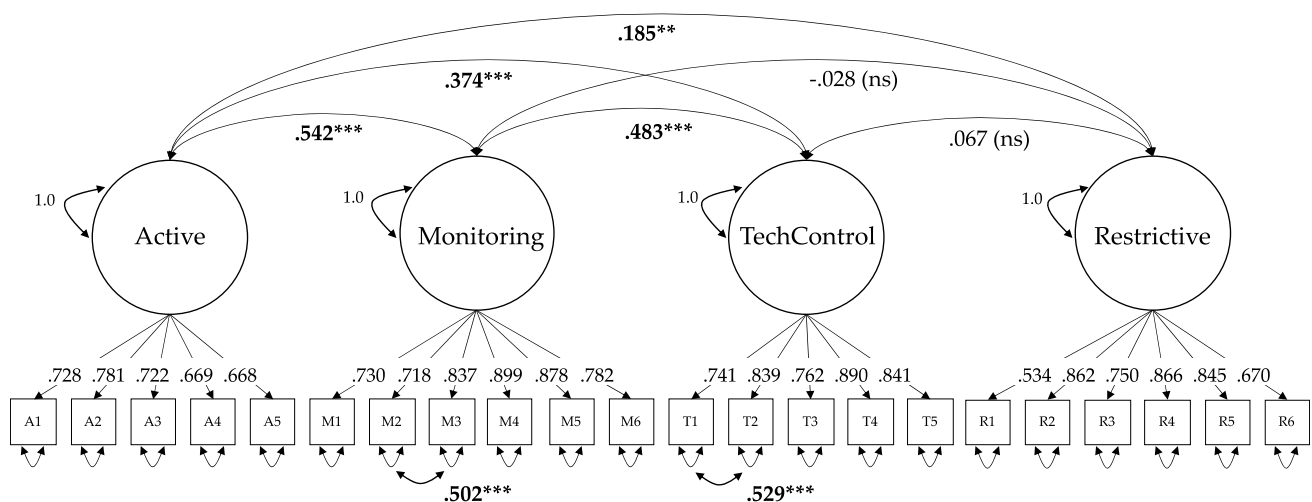 .185**
.374*** -.028 (ns)
.542*** .483*** .067 (ns)
1.0 1.0 1.0 1.0
Active Monitoring TechControl Restrictive
.728 .781 .722 .669 .668 .730 .718 .837 .899 .878 .782 .741 .839 .762 .890 .841 .534 .862 .750 .866 .845 .670
A1 A2 A3 A4 A5 M1 M2 M3 M4 M5 M6 T1 T2 T3 T4 T5 R1 R2 R3 R4 R5 R6
.502*** .529***